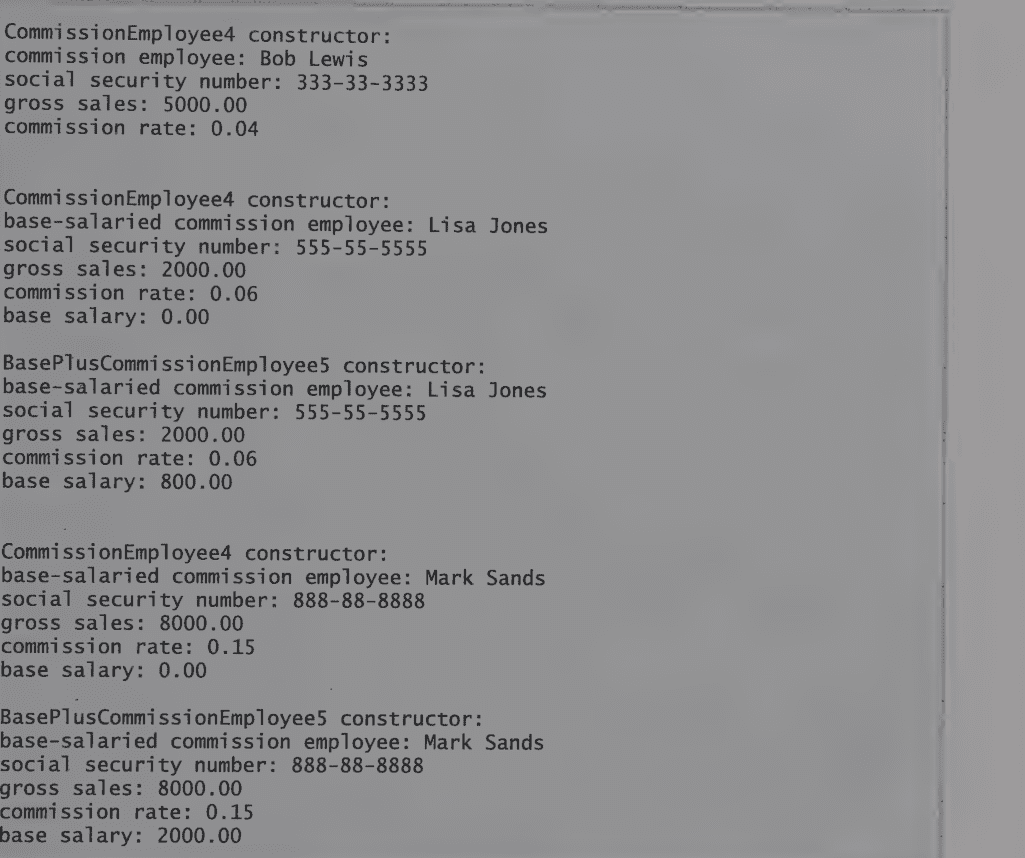 CommissionEmployee4 constructor:
commission employee: Bob Lewis
social security number: 333-33-3333
gross sales: 5000.00
commission rate: 0.04
CommissionEmployee4 constructor:
base-salaried commission employee: Lisa Jones
social security number: 555-55-5555
gross sales: 2000.00
commission rate: 0.06
base salary: 0.00
BasePlusCommissionEmployee5 constructor:
base-salaried commission employee: Lisa Jones
social security number: 555-55-5555
gross sales: 2000.00
commission rate: 0.06
base salary: 800.00
CommissionEmployee4 constructor:
base-salaried commission employee: Mark Sands
social security number: 888-88-8888
gross sales: 8000.00
commission rate: 0.15
base salary: 0.00
BasePlusCommissionEmployee5 constructor:
base-salaried commission employee: Mark Sands
social security number: 888-88-8888
gross sales: 8000.00
commission rate: 0.15
base salary: 2000.00